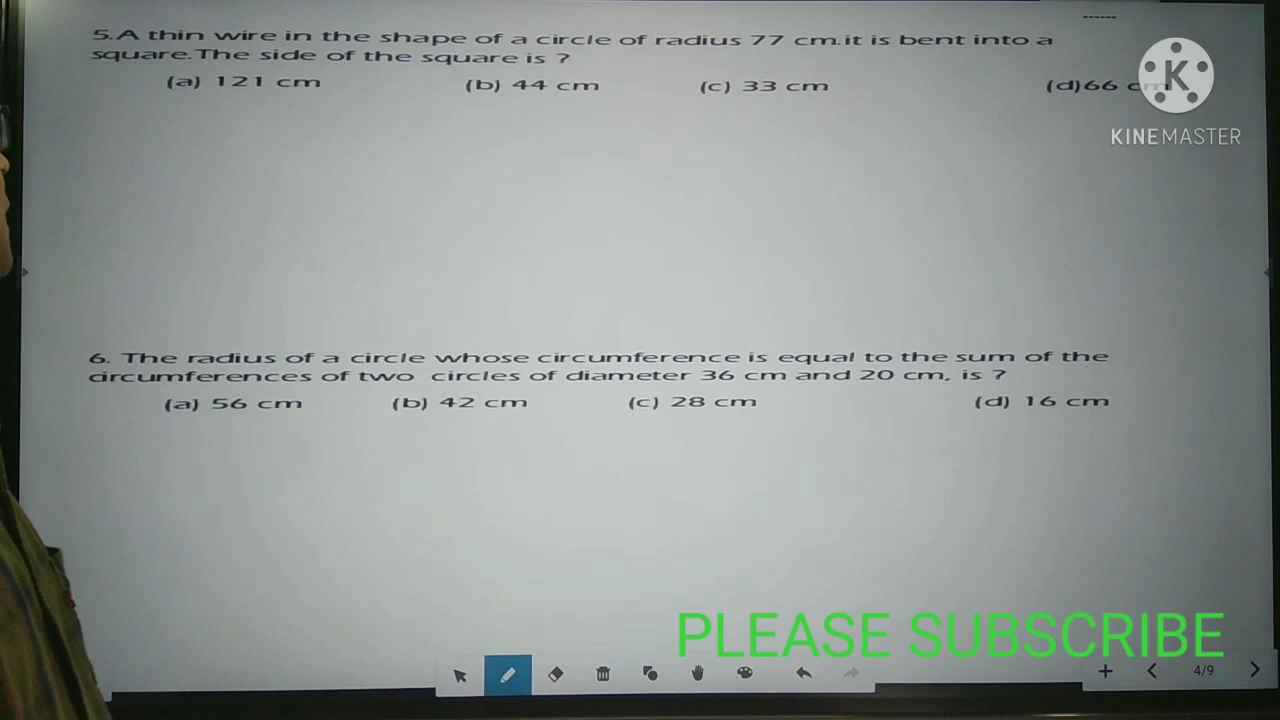 ------
5.A thin wire in the shape of a circle of radius 77 cm.it is bent into a
square.The side of the square is ?
(a) 121 cm (b) 44 cm (c) 33 cm (d)66 cm
K
KINEMASTER
6. The radius of a circle whose circumference is equal to the sum of the
circumferences of two circles of diameter 36 cm and 20 cm, is ?
(a) 56 cm (b) 42 cm (c) 28 cm (d) 16 cm
PLEASE SUBSCRIBE
4/9